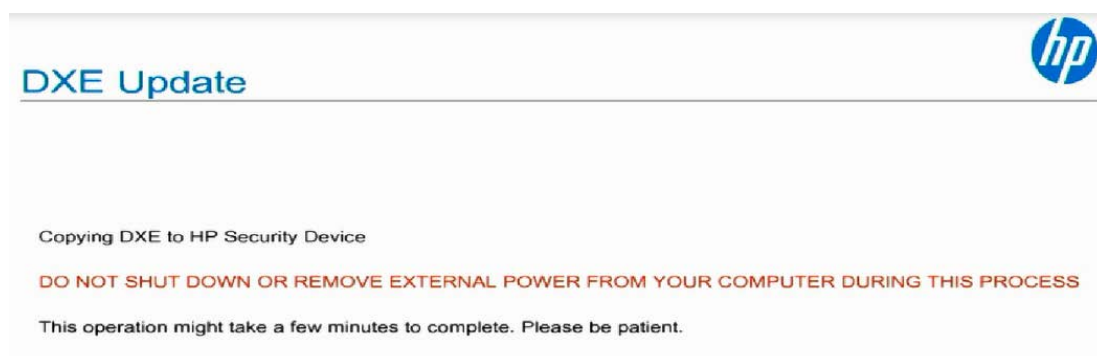 hp
DXE Update
Copying DXE to HP Security Device
DO NOT SHUT DOWN OR REMOVE EXTERNAL POWER FROM YOUR COMPUTER DURING THIS PROCESS
This operation might take a few minutes to complete. Please be patient.